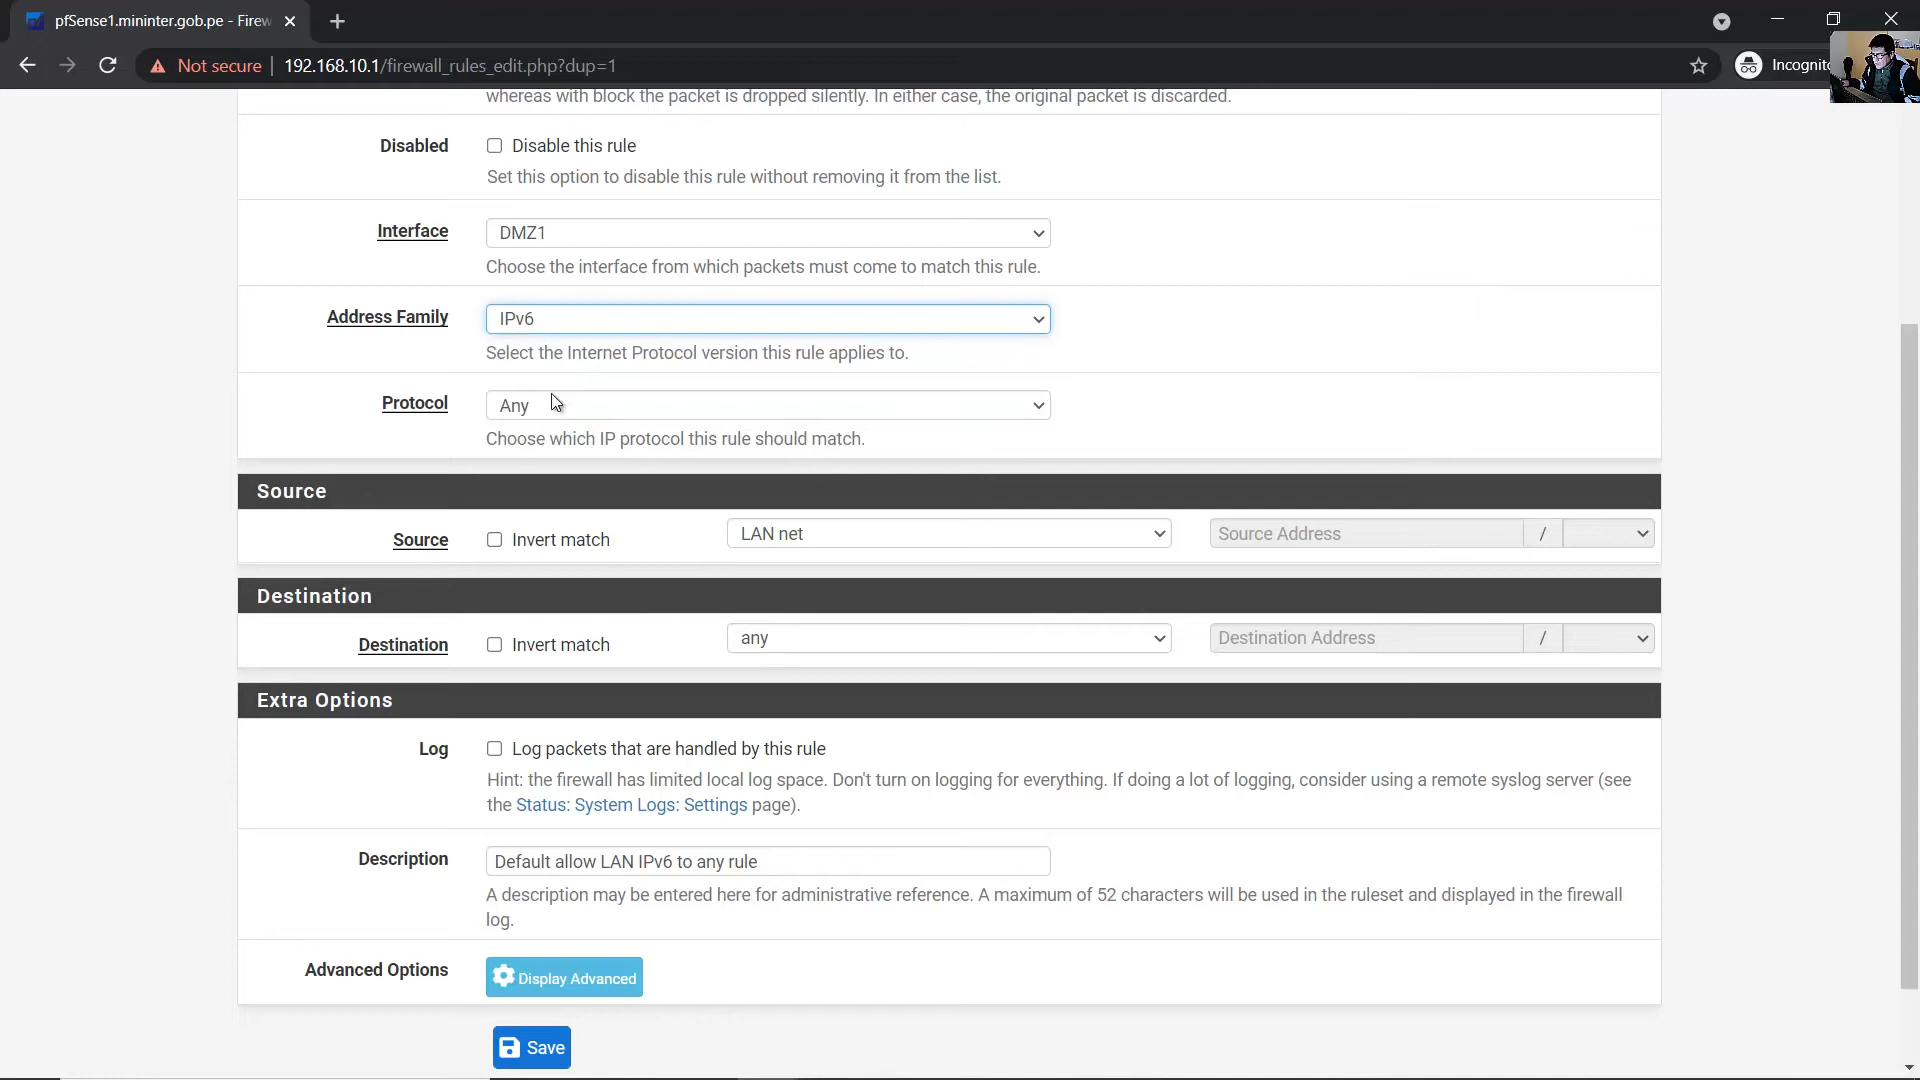 pfSense1.mininter.gob.pe - Firew
Not secure
192.168.10.1/firewall_rules_edit.php?dup=1
Incognito
whereas with block the packet is dropped silently. In either case, the original packet is discarded.
Disabled
Disable this rule
Set this option to disable this rule without removing it from the list.
Interface
DMZ1
Choose the interface from which packets must come to match this rule.
Address Family
IPv6
Select the Internet Protocol version this rule applies to.
Protocol
Any
Choose which IP protocol this rule should match.
Source
Source
Invert match
LAN net
Source Address
/
Destination
Destination
Invert match
any
Destination Address
/
Extra Options
Log
Log packets that are handled by this rule
Hint: the firewall has limited local log space. Don't turn on logging for everything. If doing a lot of logging, consider using a remote syslog server (see
the Status: System Logs: Settings page).
Description
Default allow LAN IPv6 to any rule
A description may be entered here for administrative reference. A maximum of 52 characters will be used in the ruleset and displayed in the firewall
log.
Advanced Options
Display Advanced
Save